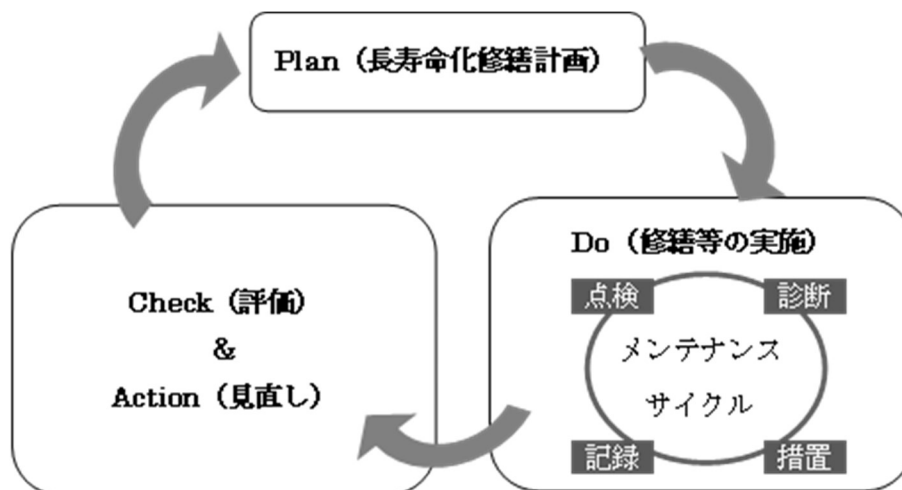 Plan（長寿命化修繕計画）
Do（修繕等の実施）
点検
診断
メンテナンス
サイクル
記録
措置
Check（評価）
&
Action（見直し）